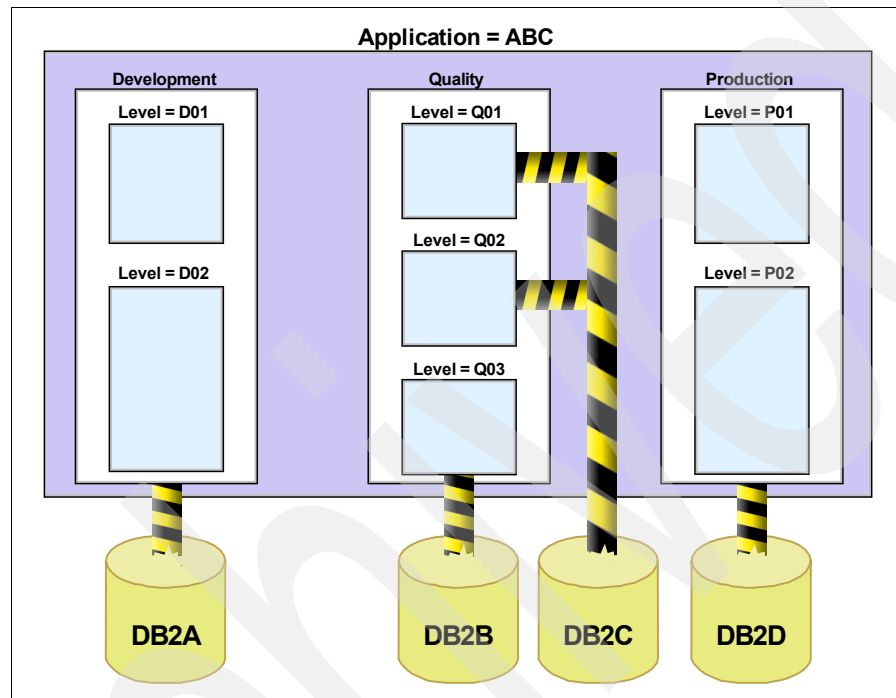 Application = ABC
Development
Quality
Production
Level = D01
Level = Q01
Level = P01
Level = Q02
Level = D02
Level = P02
Level = Q03
DB2A
DB2B
DB2C
DB2D